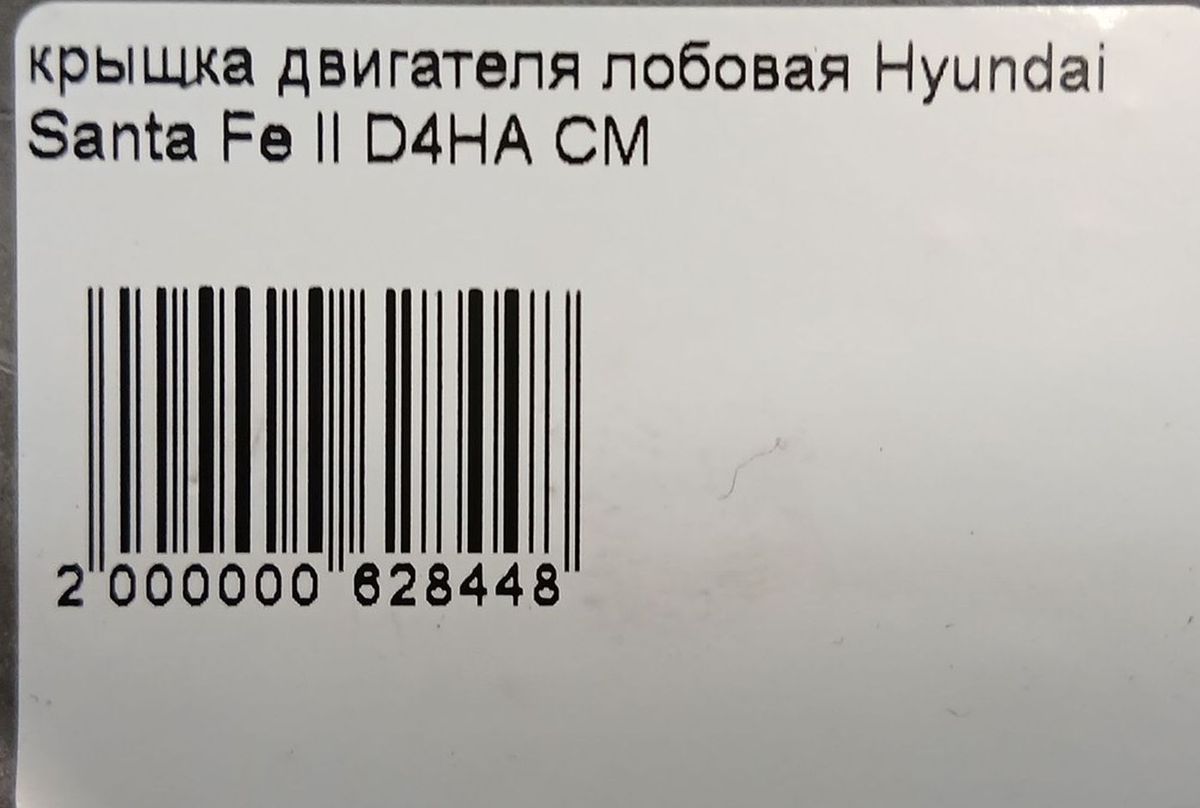 крыщка двигателя лобовая Hyundai
Santa Fe II D4HA CM
2 000000 628448